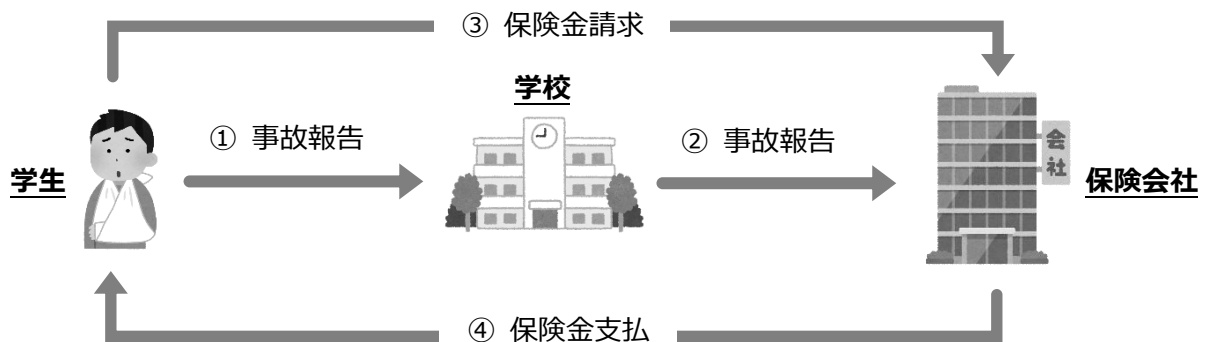 ③ 保険金請求
学校
① 事故報告
② 事故報告
会社
学生
保険会社
④ 保険金支払